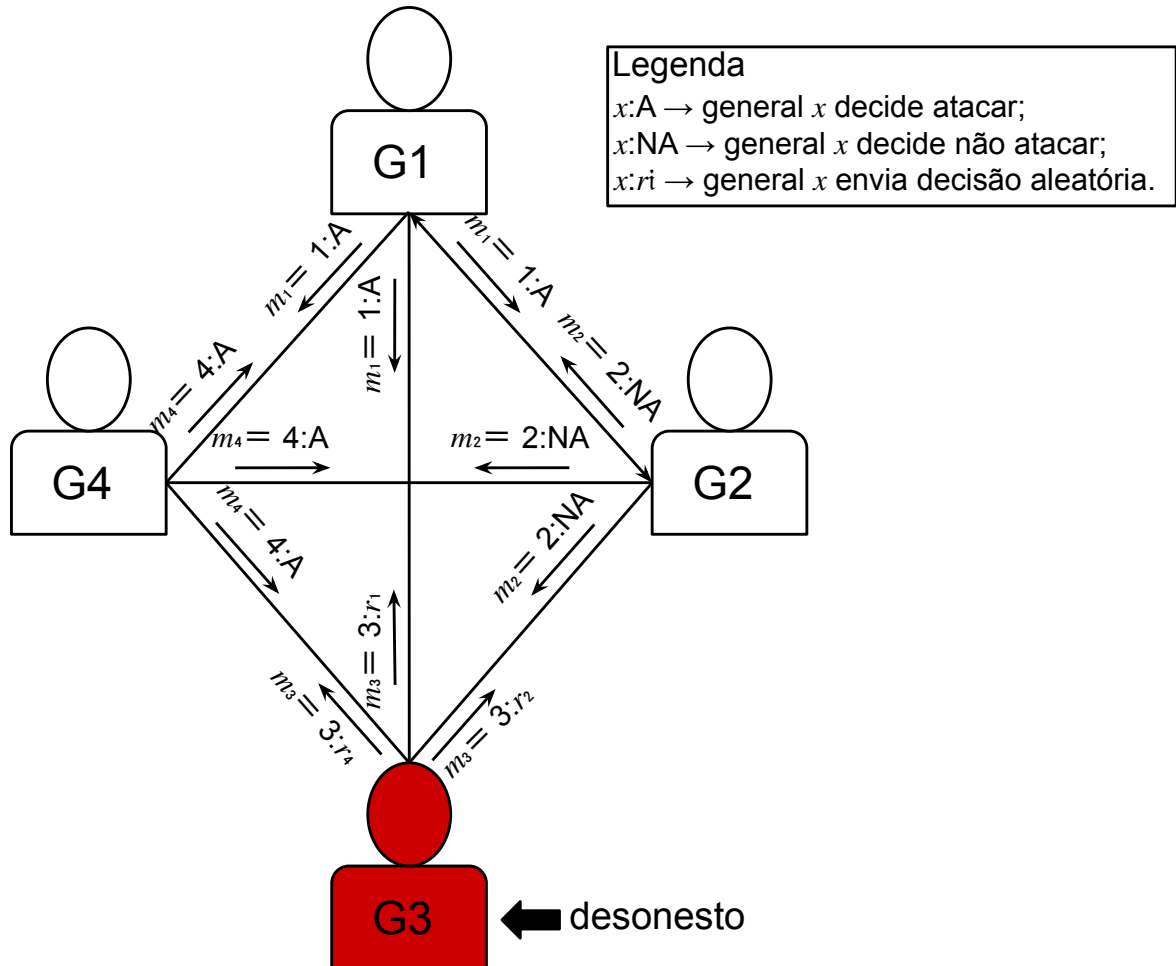 Legenda
x:A → general x decide atacar;
x:NA → general x decide não atacar;
x:ri → general x envia decisão aleatória.
G1
m₁= 1:A
m₁= 1:A
m₁= 1:A
m₂= 2:NA
m₄= 4:A
m₄= 4:A
m₂= 2:NA
G4
G2
m₄= 4:A
m₂= 2:NA
m₃= 3:r₁
m₃= 3:r₄
m₃= 3:r₂
G3
desonesto